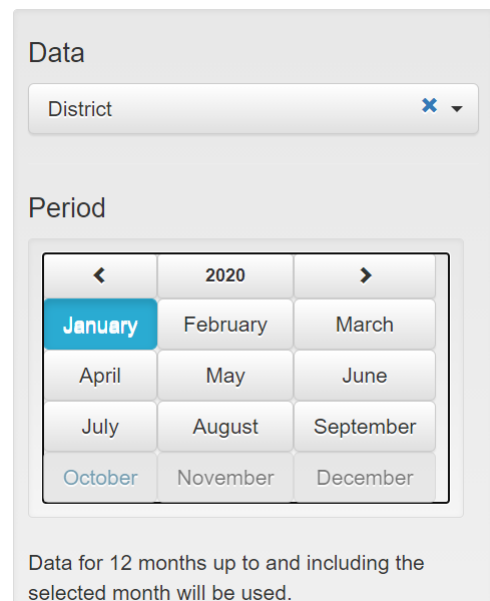 Data
District
Period
2020
January February March
April May June
July August September
October November December
Data for 12 months up to and including the
selected month will be used.